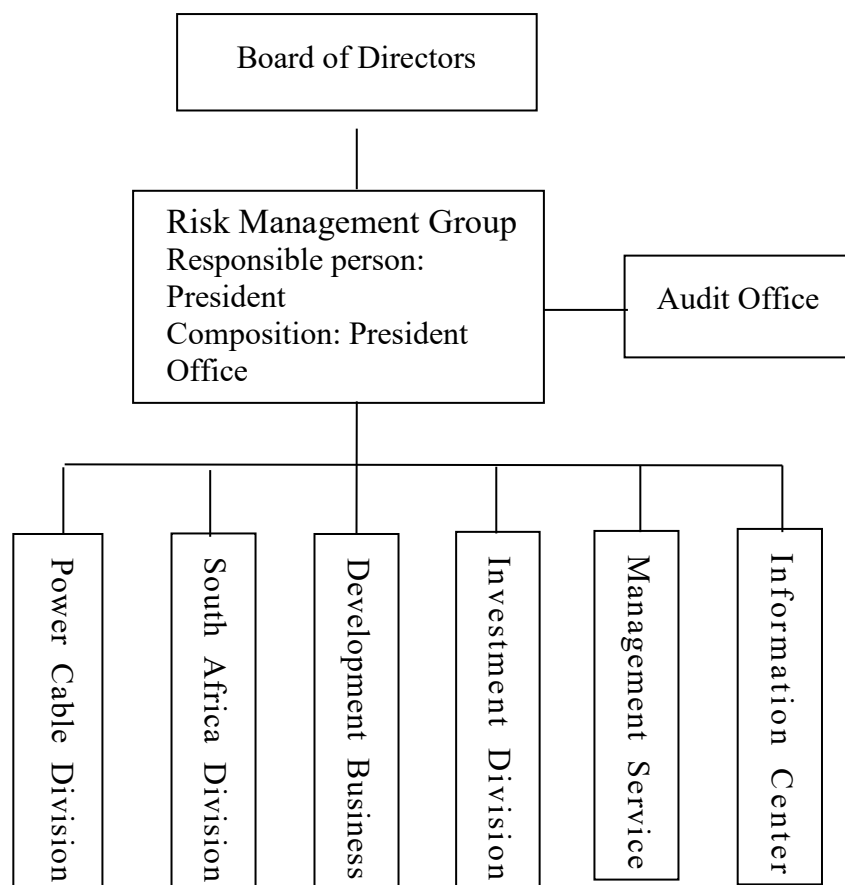 Board of Directors
Risk Management Group
Responsible person:
President
Composition: President
Office
Audit Office
Power Cable Division
South Africa Division
Development Business
Investment Division
Management Service
Information Center